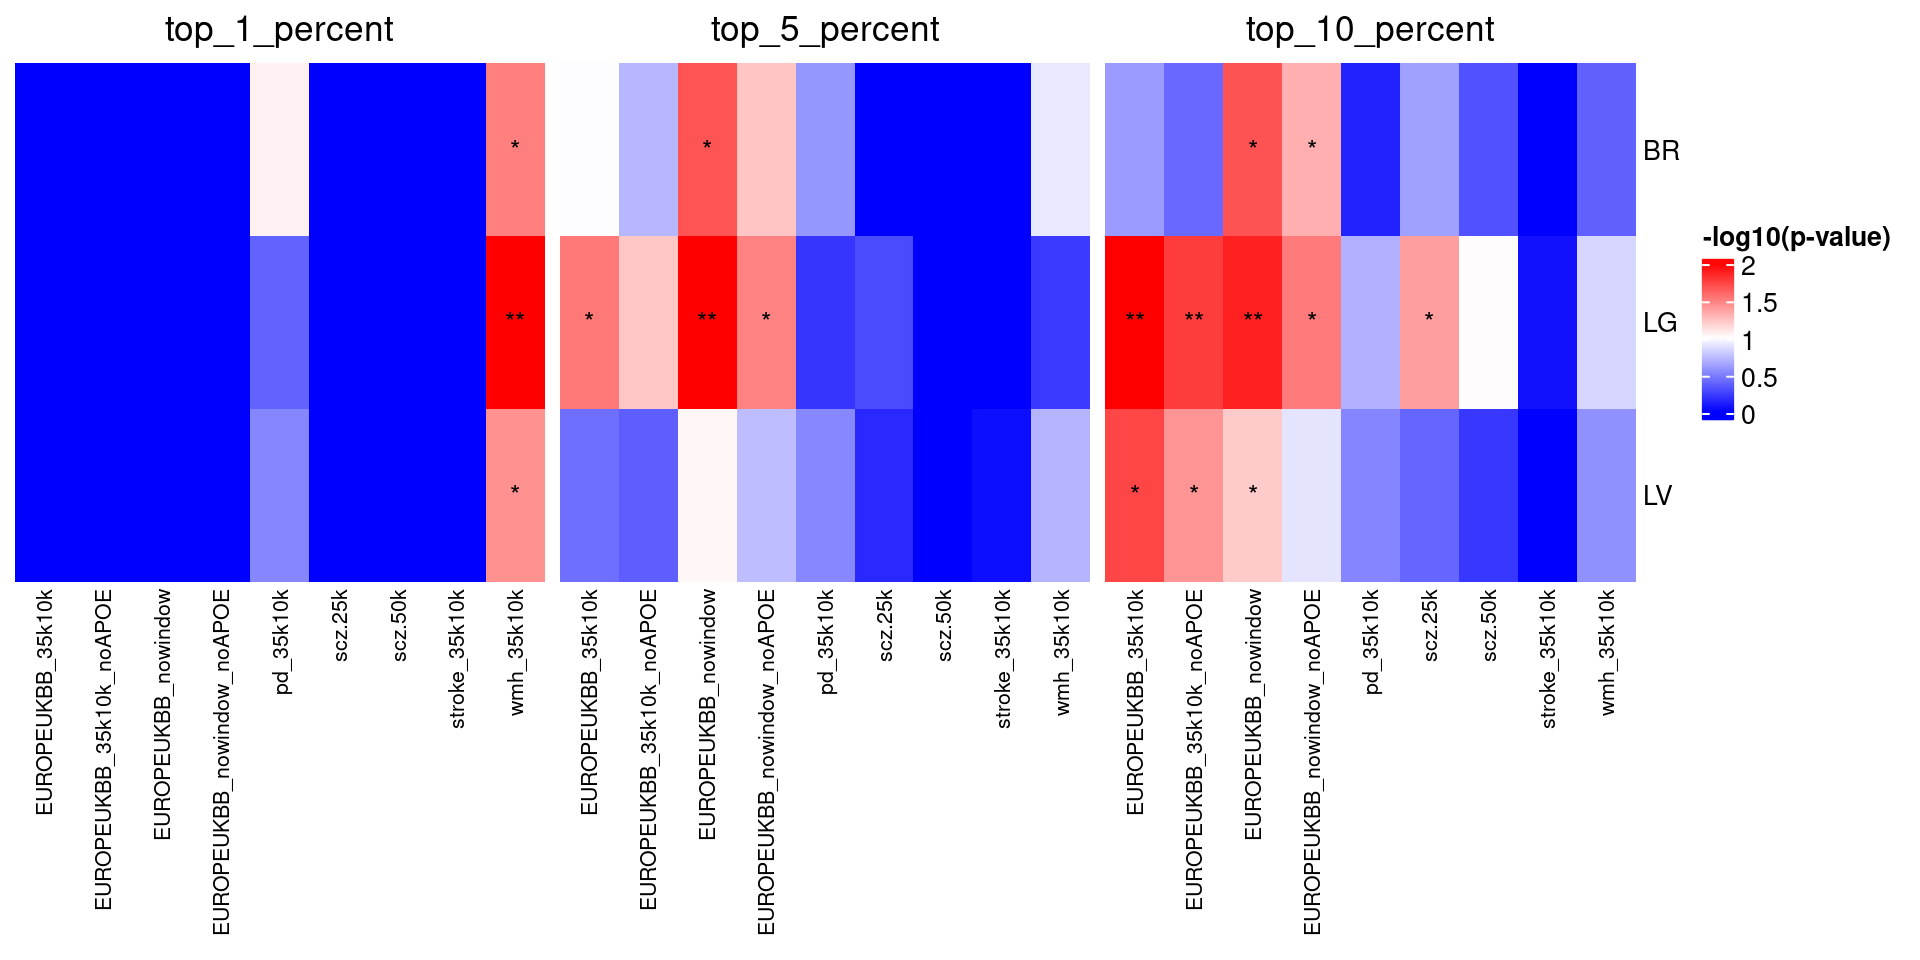 top_1_percent
top_5_percent
top_10_percent
* * * * BR
** * ** * ** ** ** * * LG
* * * * LV
-log10(p-value)
2
1.5
1
0.5
0
EUROPEUKBB_35k10k
EUROPEUKBB_35k10k_noAPOE
EUROPEUKBB_nowindow
EUROPEUKBB_nowindow_noAPOE
pd_35k10k
scz.25k
scz.50k
stroke_35k10k
wmh_35k10k
EUROPEUKBB_35k10k
EUROPEUKBB_35k10k_noAPOE
EUROPEUKBB_nowindow
EUROPEUKBB_nowindow_noAPOE
pd_35k10k
scz.25k
scz.50k
stroke_35k10k
wmh_35k10k
EUROPEUKBB_35k10k
EUROPEUKBB_35k10k_noAPOE
EUROPEUKBB_nowindow
EUROPEUKBB_nowindow_noAPOE
pd_35k10k
scz.25k
scz.50k
stroke_35k10k
wmh_35k10k